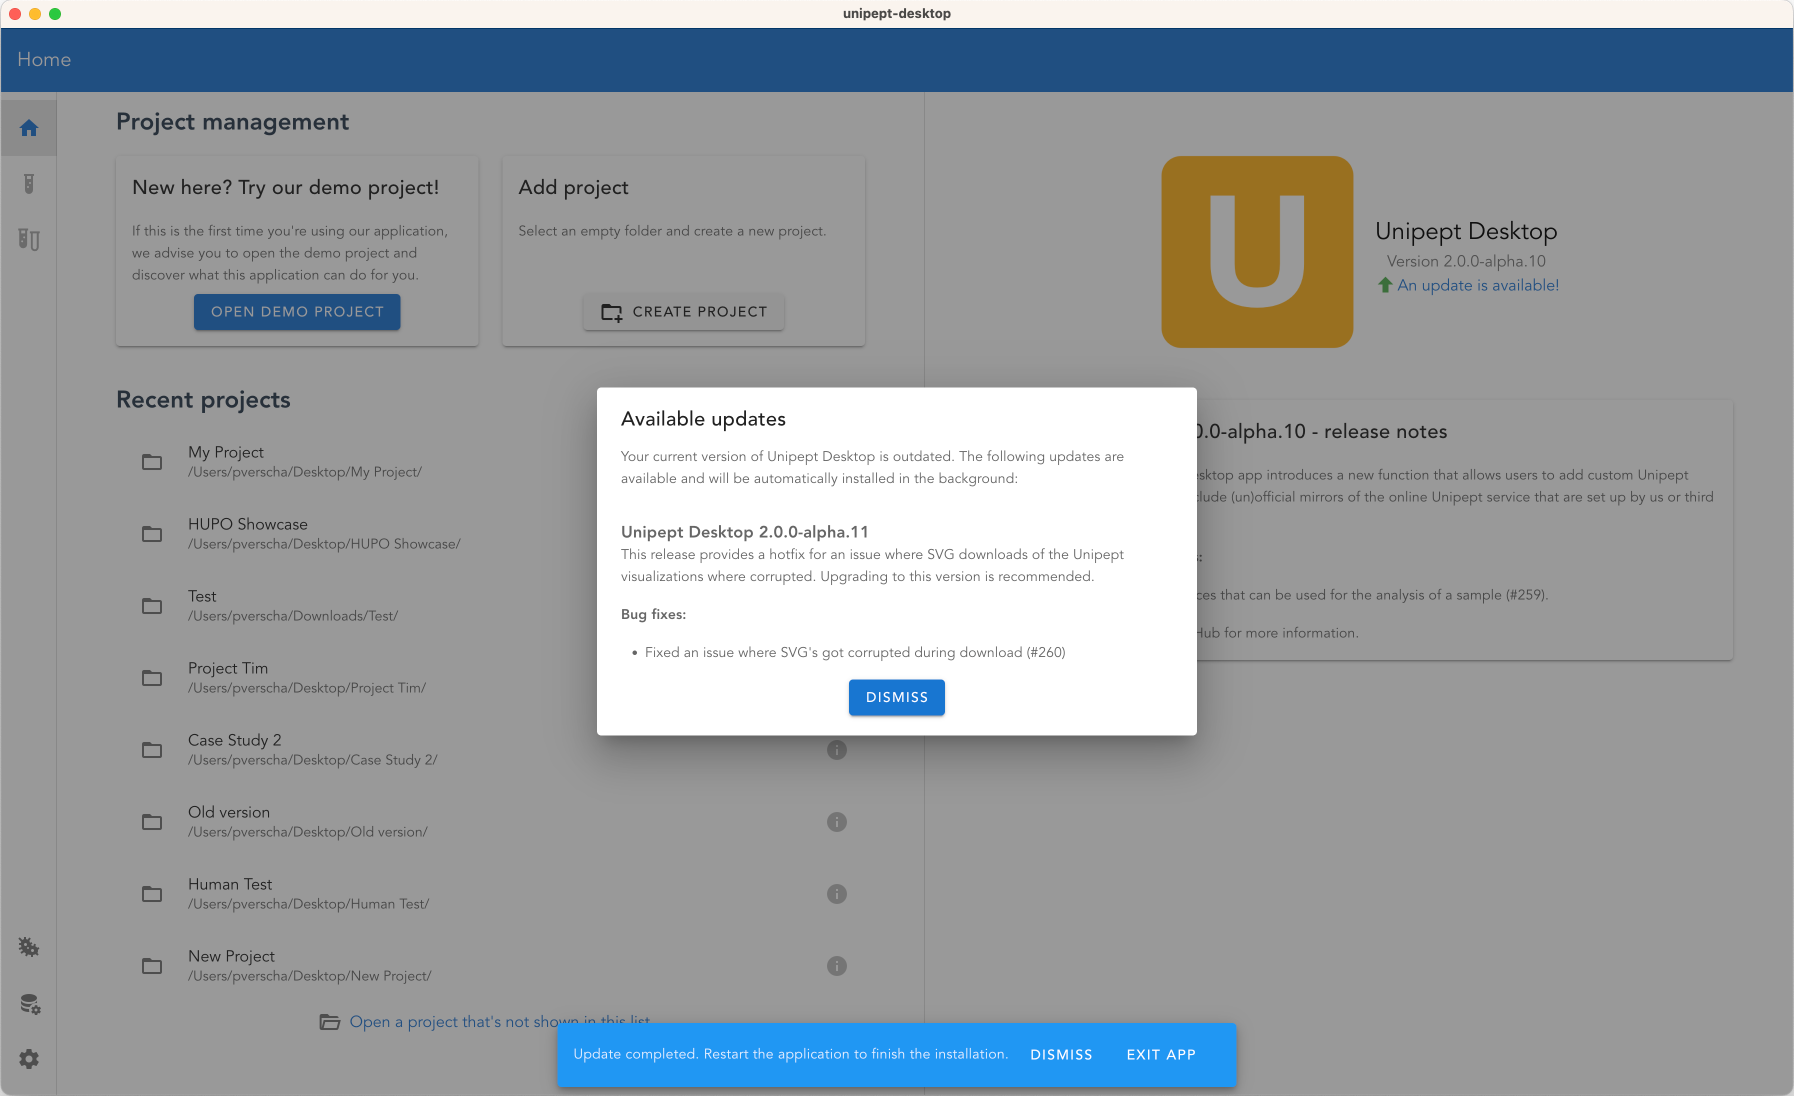 unipept-desktop
Home
Project management
New here? Try our demo project!
If this is the first time you're using our application,
we advise you to open the demo project and
discover what this application can do for you.
OPEN DEMO PROJECT
Add project
Select an empty folder and create a new project.
CREATE PROJECT
U
Unipept Desktop
Version 2.0.0-alpha.10
An update is available!
Recent projects
My Project
/Users/pverscha/Desktop/My Project/
HUPO Showcase
/Users/pverscha/Desktop/HUPO Showcase/
Test
/Users/pverscha/Downloads/Test/
Project Tim
/Users/pverscha/Desktop/Project Tim/
Case Study 2
/Users/pverscha/Desktop/Case Study 2/
Old version
/Users/pverscha/Desktop/Old version/
Human Test
/Users/pverscha/Desktop/Human Test/
New Project
/Users/pverscha/Desktop/New Project/
Open a project that's not shown in this list
Available updates
Your current version of Unipept Desktop is outdated. The following updates are
available and will be automatically installed in the background:
Unipept Desktop 2.0.0-alpha.11
This release provides a hotfix for an issue where SVG downloads of the Unipept
visualizations where corrupted. Upgrading to this version is recommended.
Bug fixes:
• Fixed an issue where SVG's got corrupted during download (#260)
DISMISS
.0-alpha.10 - release notes
app introduces a new function that allows users to add custom Unipept
(un)official mirrors of the online Unipept service that are set up by us or third
that can be used for the analysis of a sample (#259).
for more information.
Update completed. Restart the application to finish the installation.
DISMISS
EXIT APP